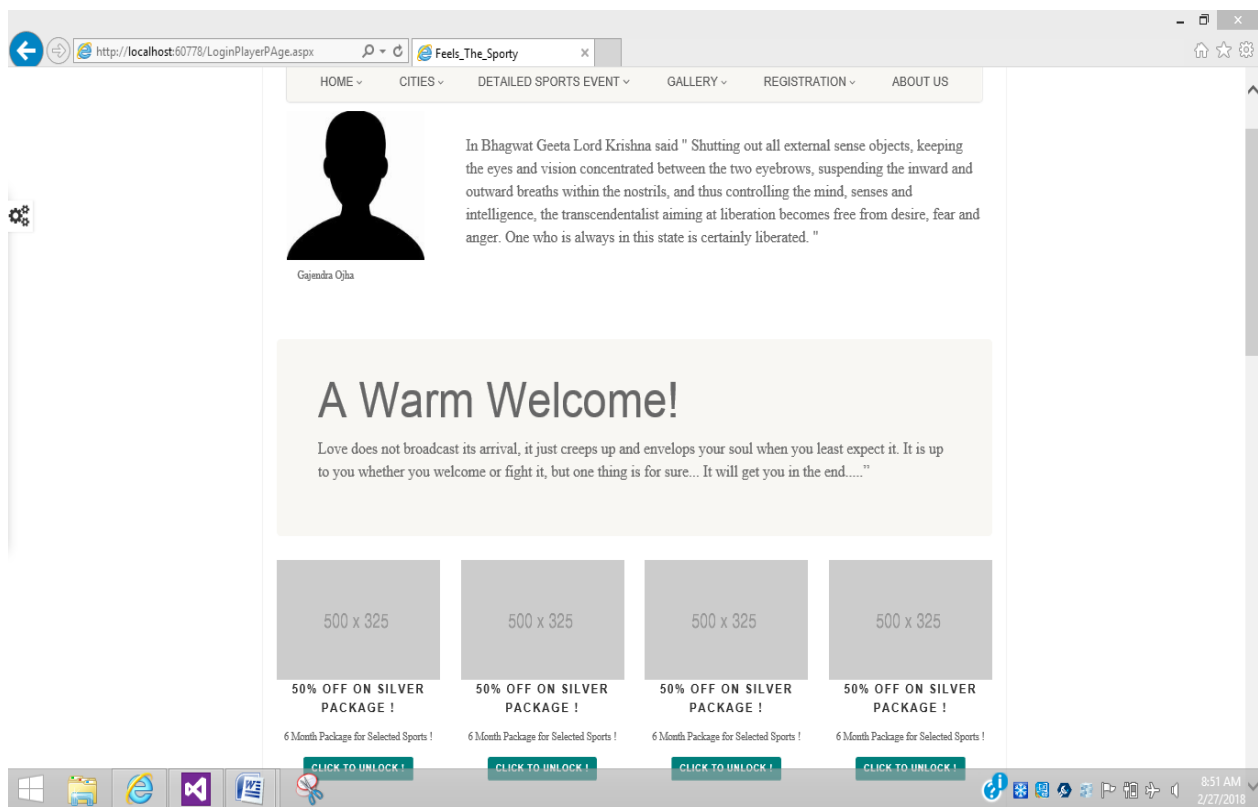 http://localhost:60778/LoginPlayerPAge.aspx
Feels_The_Sporty
HOME CITIES DETAILED SPORTS EVENT GALLERY REGISTRATION ABOUT US
In Bhagwat Geeta Lord Krishna said " Shutting out all external sense objects, keeping
the eyes and vision concentrated between the two eyebrows, suspending the inward and
outward breaths within the nostrils, and thus controlling the mind, senses and
intelligence, the transcendentalist aiming at liberation becomes free from desire, fear and
anger. One who is always in this state is certainly liberated. "
Gajendra Ojha
A Warm Welcome!
Love does not broadcast its arrival, it just creeps up and envelops your soul when you least expect it. It is up
to you whether you welcome or fight it, but one thing is for sure... It will get you in the end.....”
500 x 325 500 x 325 500 x 325 500 x 325
50% OFF ON SILVER 50% OFF ON SILVER 50% OFF ON SILVER 50% OFF ON SILVER
PACKAGE ! PACKAGE ! PACKAGE ! PACKAGE !
6 Month Package for Selected Sports ! 6 Month Package for Selected Sports ! 6 Month Package for Selected Sports ! 6 Month Package for Selected Sports !
CLICK TO UNLOCK ! CLICK TO UNLOCK ! CLICK TO UNLOCK ! CLICK TO UNLOCK !
8:51 AM
2/27/2018